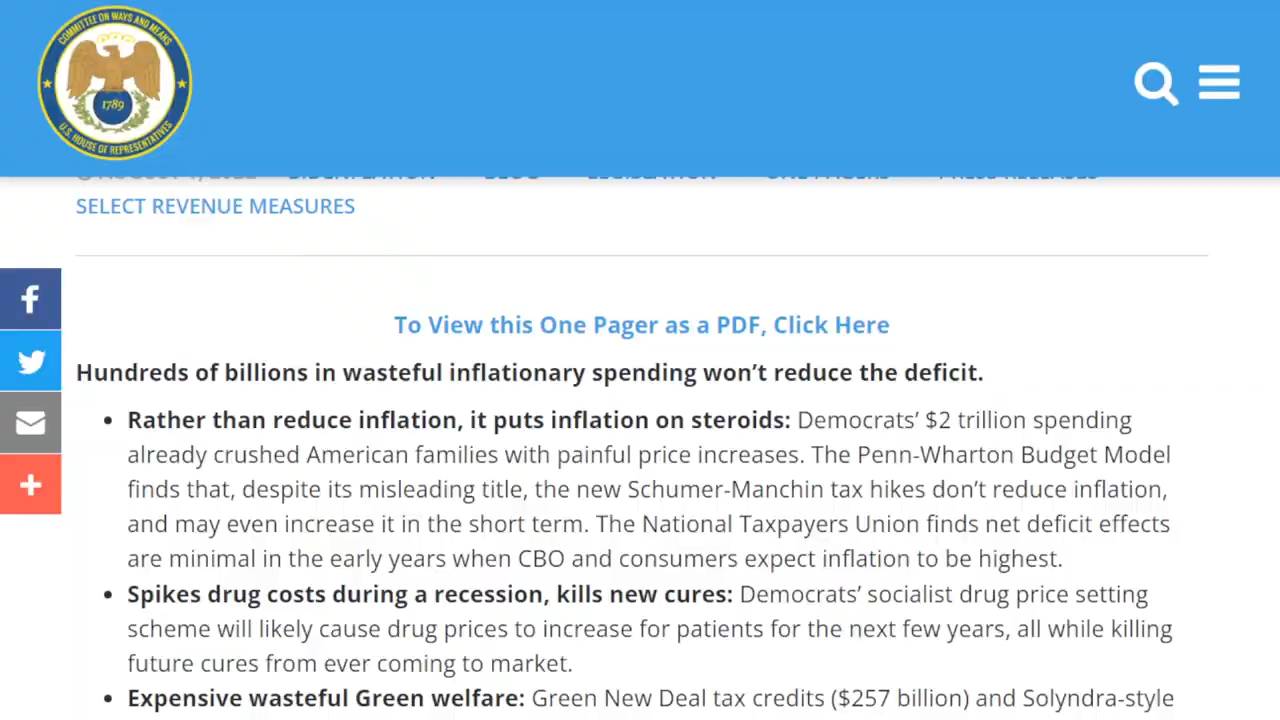 COMMITTEE ON WAYS AND MEANS
1789
U.S. HOUSE OF REPRESENTATIVES
SELECT REVENUE MEASURES
To View this One Pager as a PDF, Click Here
Hundreds of billions in wasteful inflationary spending won’t reduce the deficit.
• Rather than reduce inflation, it puts inflation on steroids: Democrats’ $2 trillion spending
already crushed American families with painful price increases. The Penn-Wharton Budget Model
finds that, despite its misleading title, the new Schumer-Manchin tax hikes don’t reduce inflation,
and may even increase it in the short term. The National Taxpayers Union finds net deficit effects
are minimal in the early years when CBO and consumers expect inflation to be highest.
• Spikes drug costs during a recession, kills new cures: Democrats’ socialist drug price setting
scheme will likely cause drug prices to increase for patients for the next few years, all while killing
future cures from ever coming to market.
• Expensive wasteful Green welfare: Green New Deal tax credits ($257 billion) and Solyndra-style